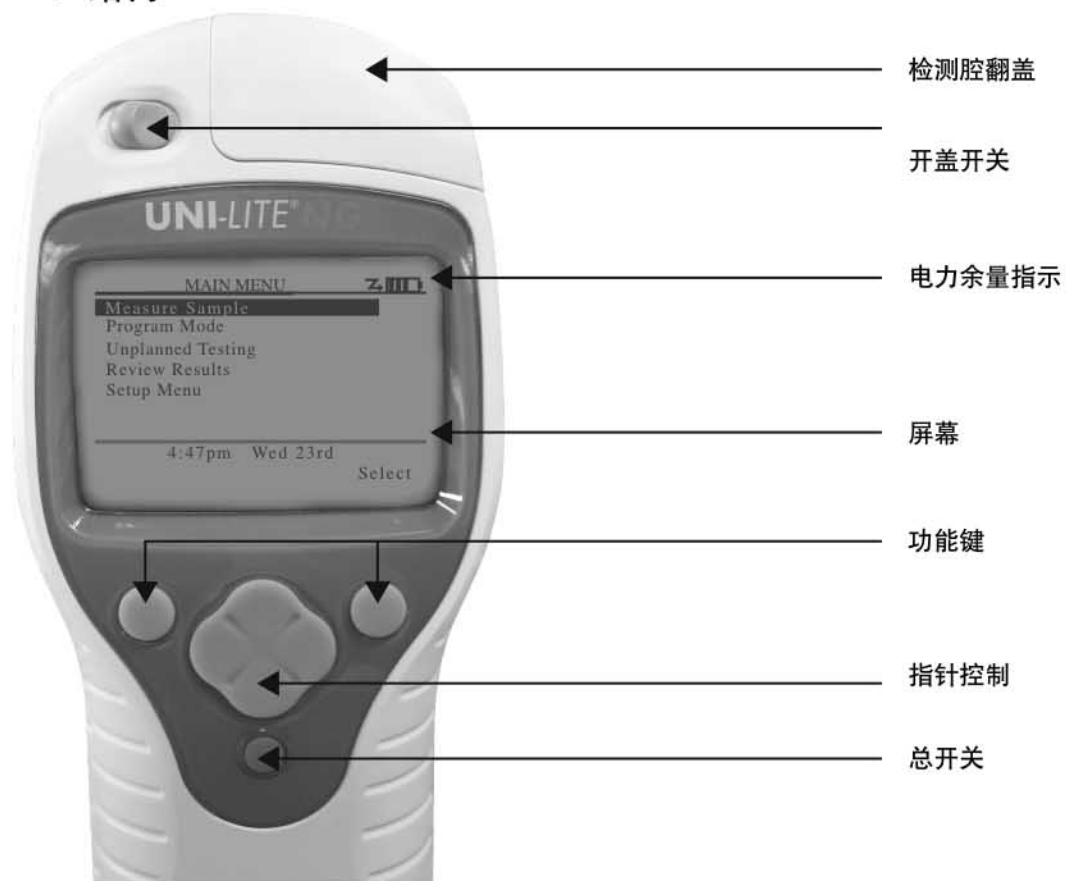 检测腔翻盖
开盖开关
UNI-LITE® NG
MAIN MENU
电力余量指示
Measure Sample
Program Mode
Unplanned Testing
Review Results
Setup Menu
屏幕
4:47pm Wed 23rd
Select
功能键
指针控制
总开关